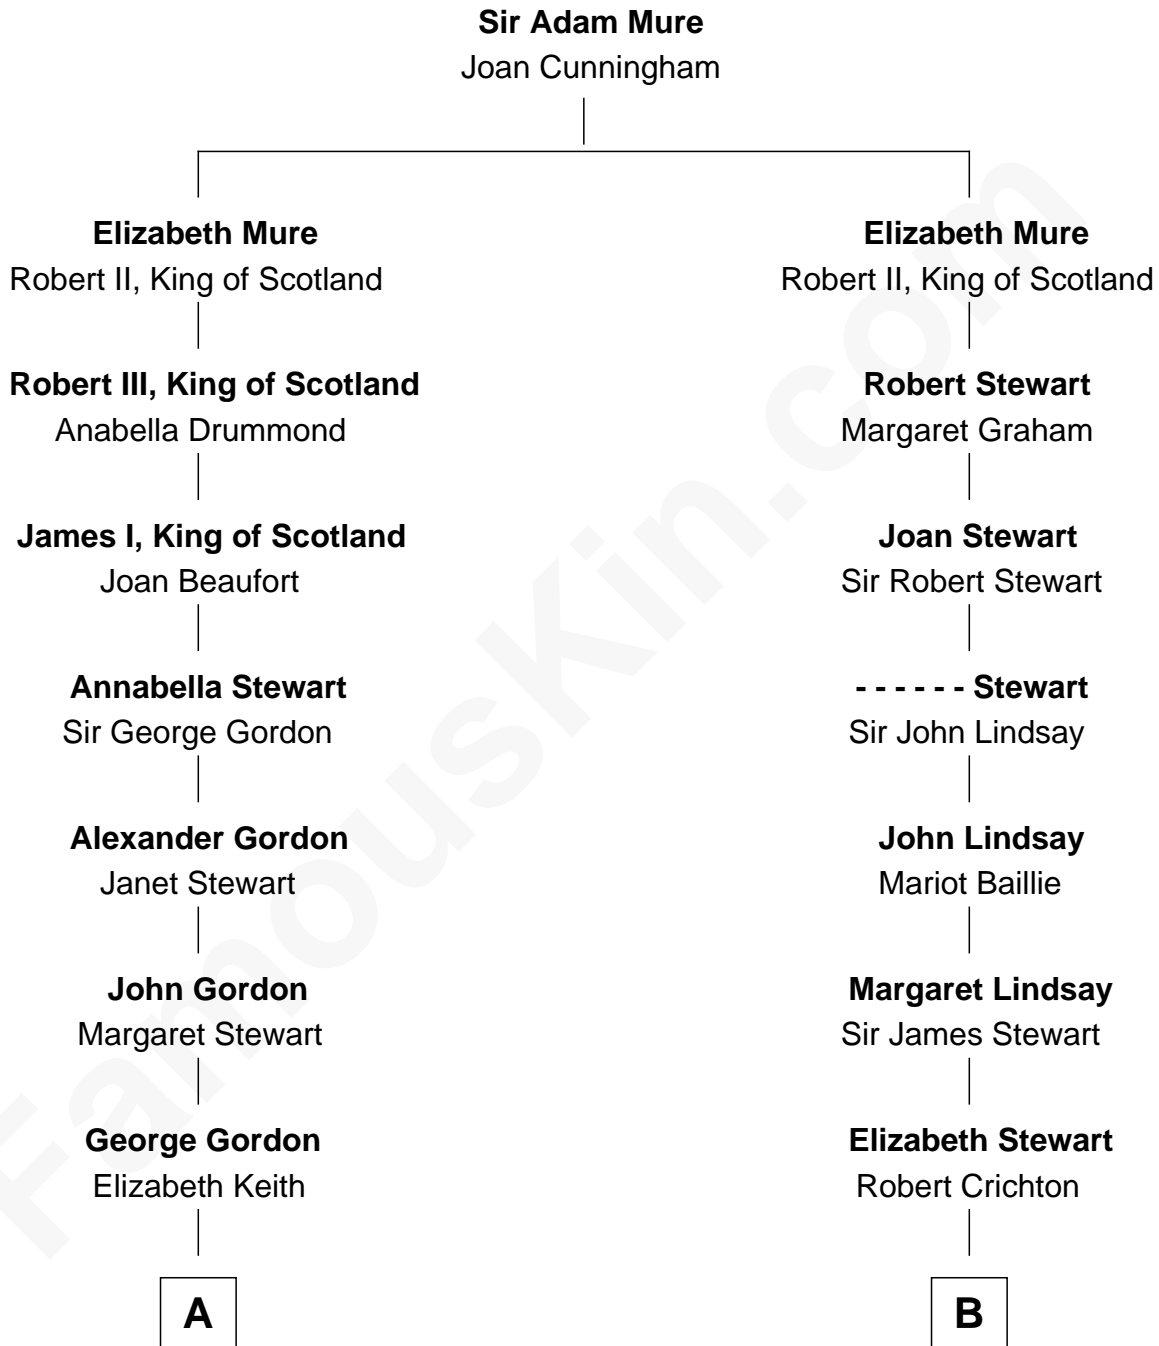 Sir Adam Mure
Joan Cunningham
Elizabeth Mure
Robert II, King of Scotland
Elizabeth Mure
Robert II, King of Scotland
Robert III, King of Scotland
Anabella Drummond
Robert Stewart
Margaret Graham
James I, King of Scotland
Joan Beaufort
Joan Stewart
Sir Robert Stewart
Annabella Stewart
Sir George Gordon
- - - - - - Stewart
Sir John Lindsay
Alexander Gordon
Janet Stewart
John Lindsay
Mariot Baillie
John Gordon
Margaret Stewart
Margaret Lindsay
Sir James Stewart
George Gordon
Elizabeth Keith
Elizabeth Stewart
Robert Crichton
A
B
FamousKin.com